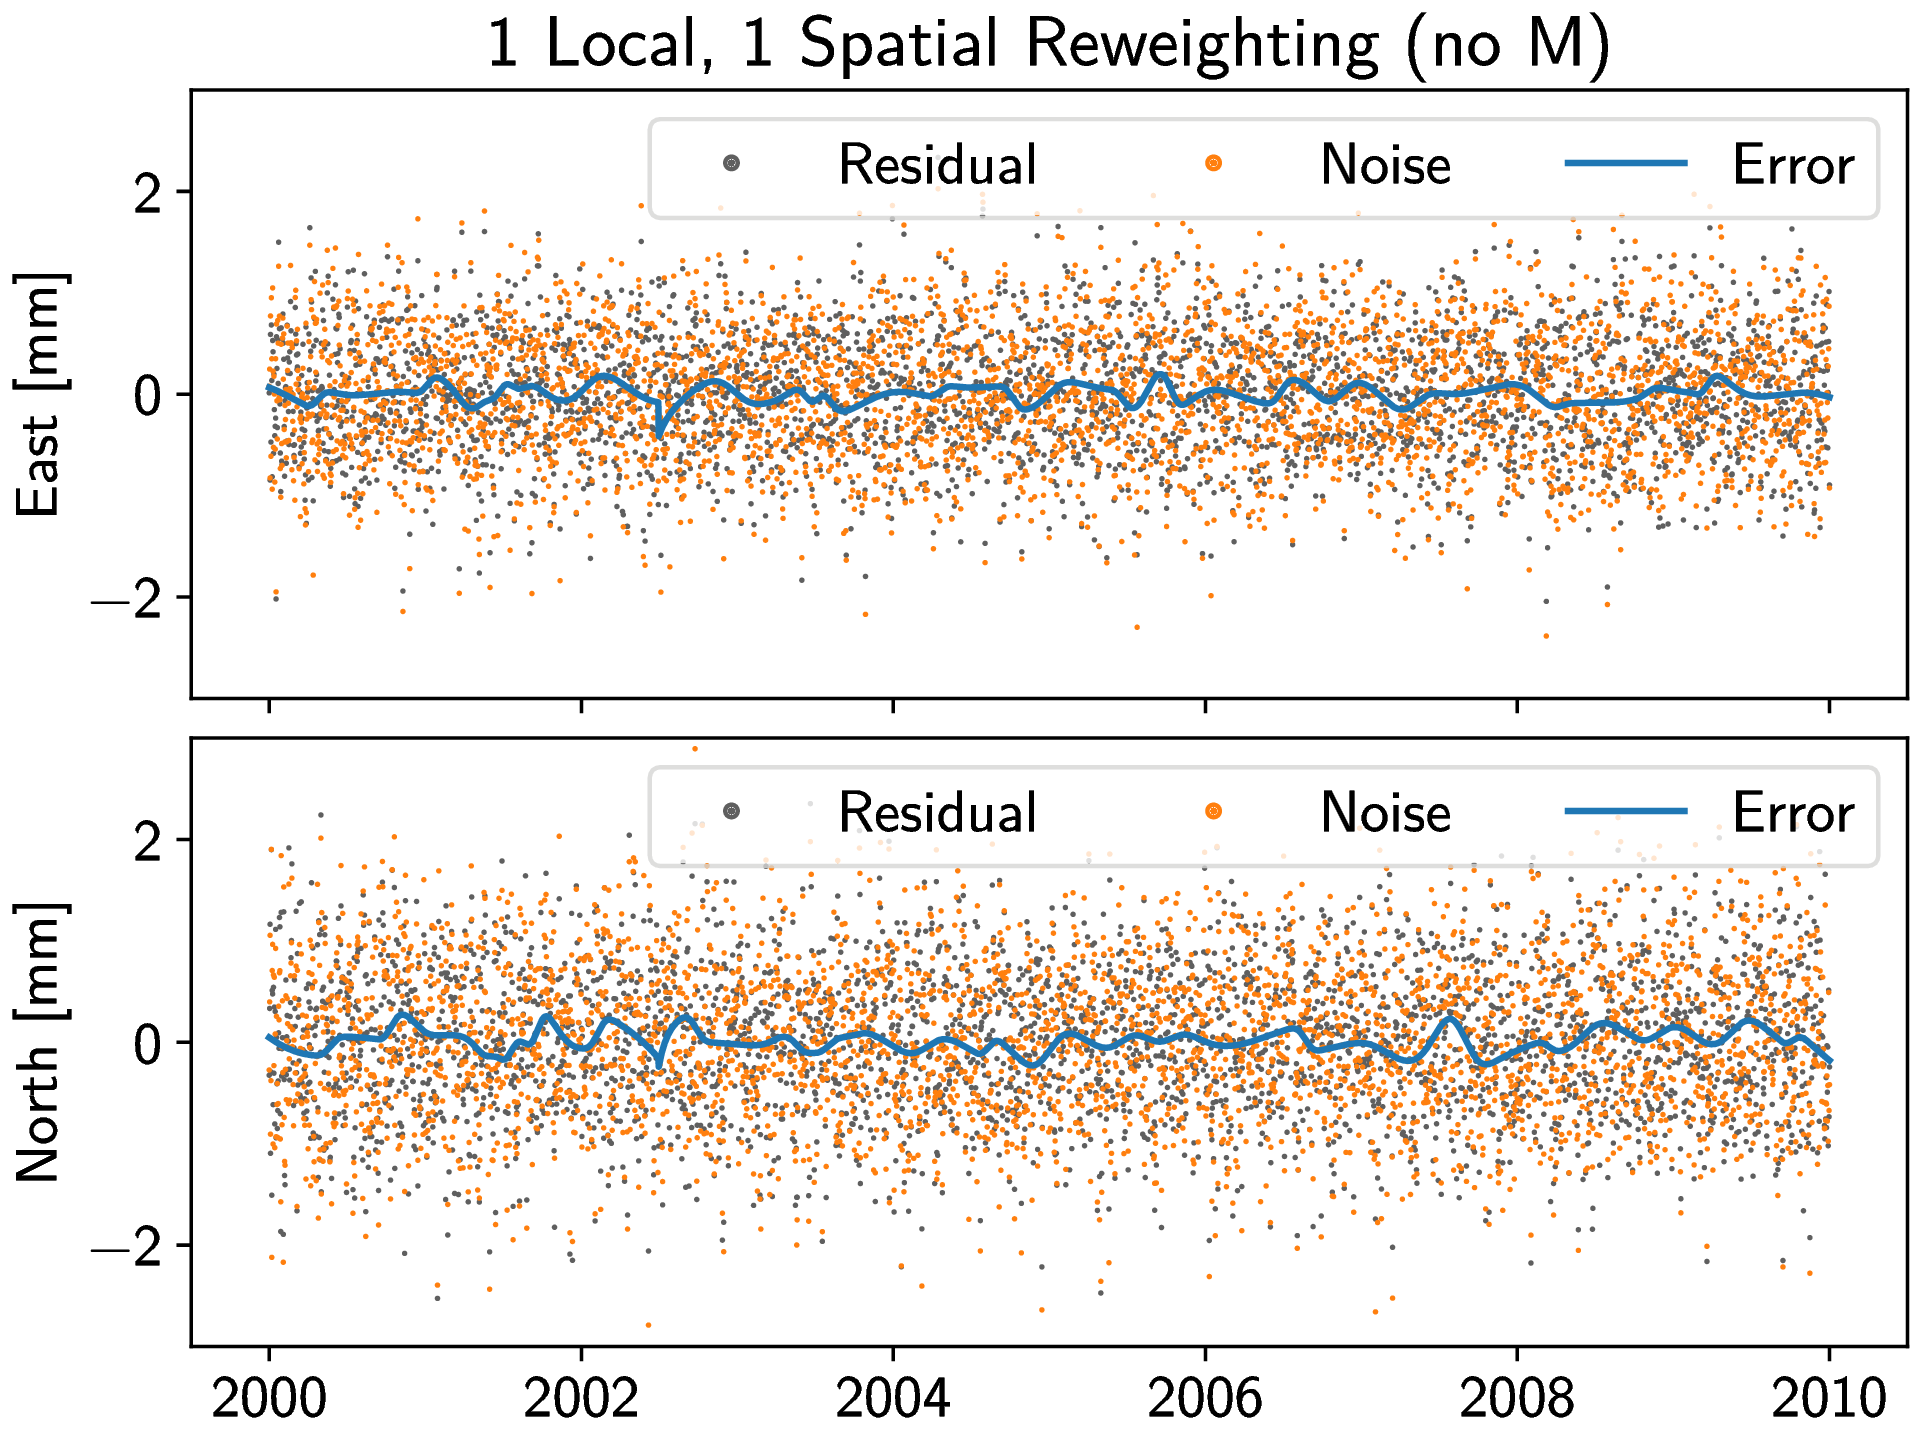 1 Local, 1 Spatial Reweighting (no M)
Residual Noise Error
2
0
−2
East [mm]
Residual Noise Error
2
0
−2
North [mm]
2000 2002 2004 2006 2008 2010